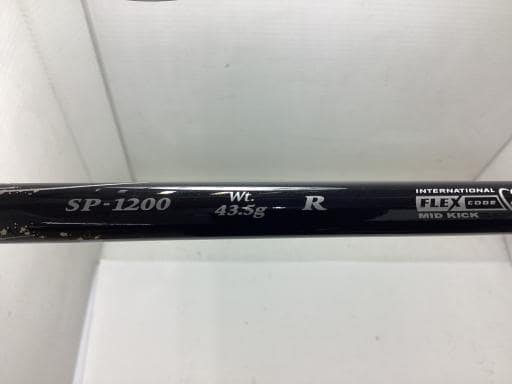 SP-1200
Wt.
43.5g
R
INTERNATIONAL
FLEX CODE
MID KICK